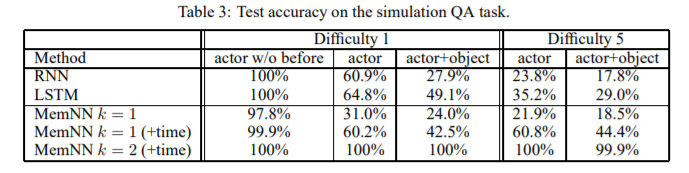 Table 3: Test accuracy on the simulation QA task.
Difficulty 1 Difficulty 5
Method actor w/o before actor actor+object actor actor+object
RNN 100% 60.9% 27.9% 23.8% 17.8%
LSTM 100% 64.8% 49.1% 35.2% 29.0%
MemNN k = 1 97.8% 31.0% 24.0% 21.9% 18.5%
MemNN k = 1 (+time) 99.9% 60.2% 42.5% 60.8% 44.4%
MemNN k = 2 (+time) 100% 100% 100% 100% 99.9%